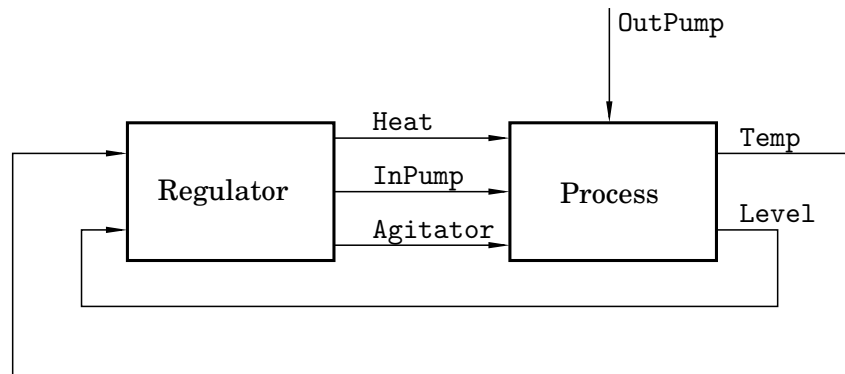 OutPump
Heat
Temp
Regulator
InPump
Process
Level
Agitator